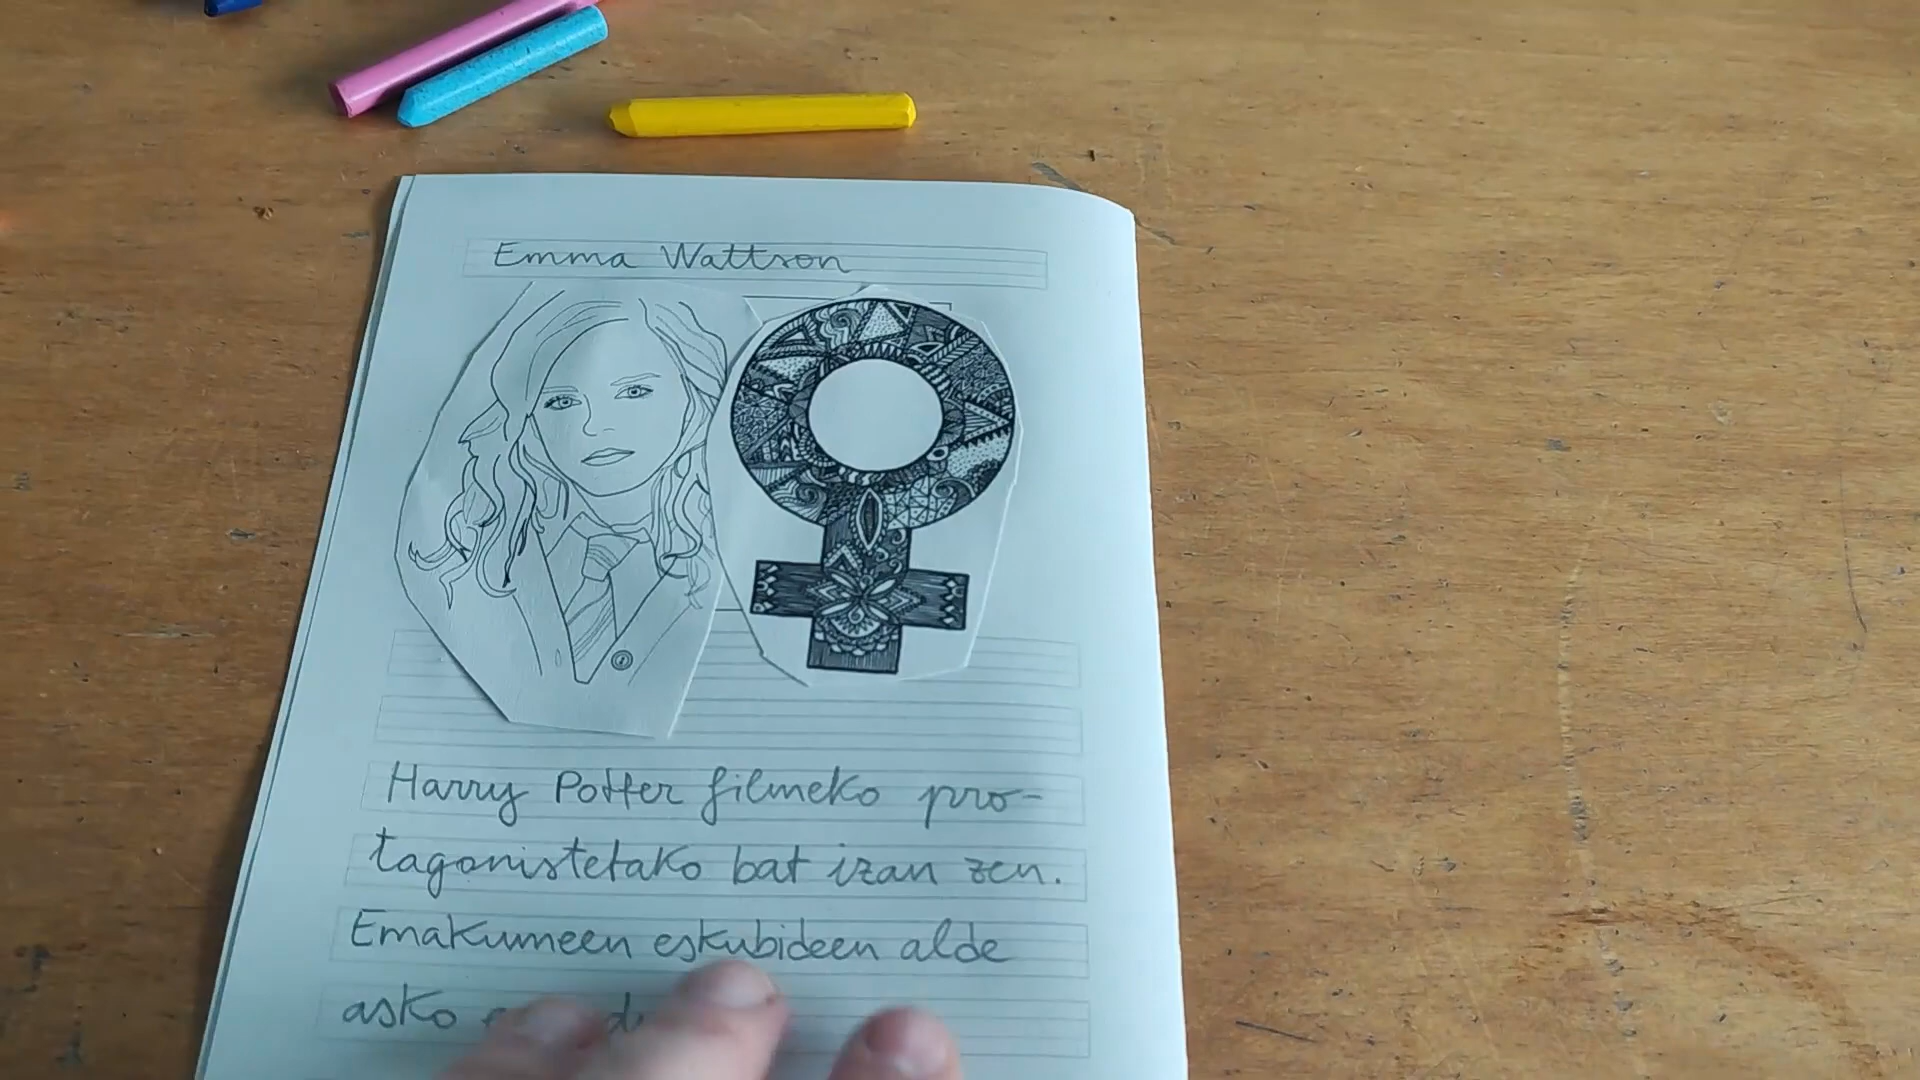 Emma Wattson
Harry Potter filmeko pro-
tagonistetako bat izan zen.
Emakumeen eskubideen alde
asko